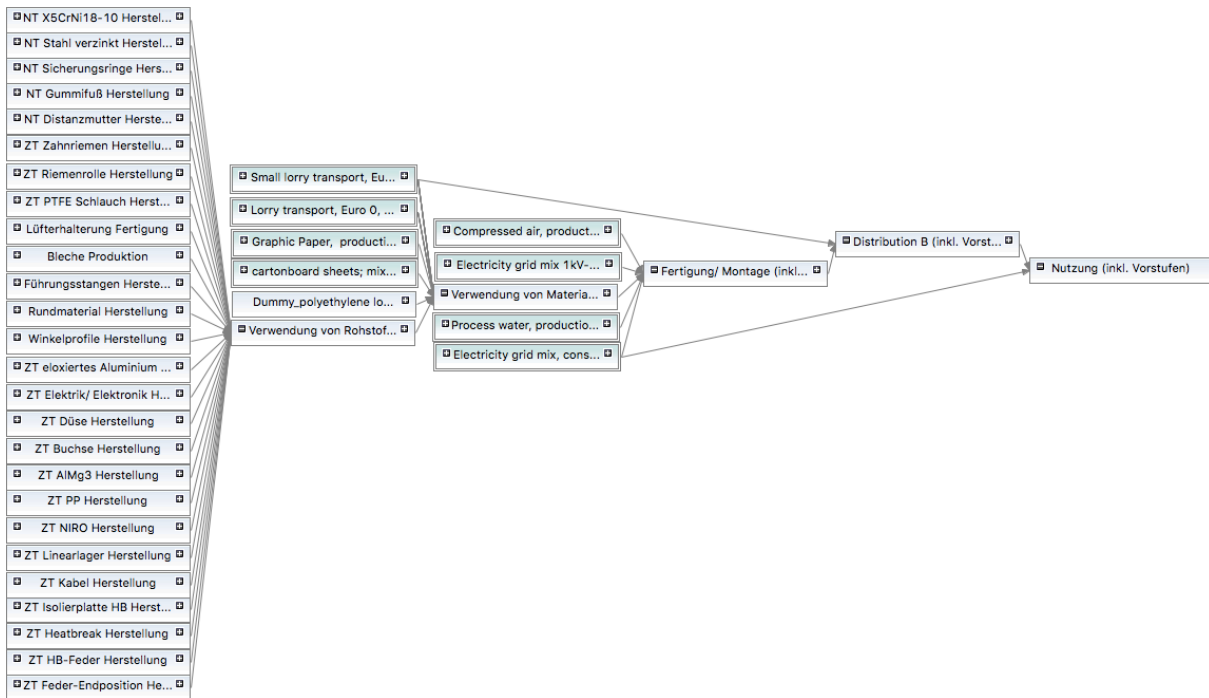 NT X5CrNi18-10 Herstel...
NT Stahl verzinkt Herstel...
NT Sicherungsringe Hers...
NT Gummifuß Herstellung
NT Distanzmutter Herste...
ZT Zahnriemen Herstellu...
ZT Riemenrolle Herstellung
ZT PTFE Schlauch Herst...
Lüfterhalterung Fertigung
Bleche Produktion
Führungsstangen Herste...
Rundmaterial Herstellung
Winkelprofile Herstellung
ZT eloxiertes Aluminium ...
ZT Elektrik/ Elektronik H...
ZT Düse Herstellung
ZT Buchse Herstellung
ZT AlMg3 Herstellung
ZT PP Herstellung
ZT NIRO Herstellung
ZT Linearlager Herstellung
ZT Kabel Herstellung
ZT Isolierplatte HB Herst...
ZT Heatbreak Herstellung
ZT HB-Feder Herstellung
ZT Feder-Endposition He...
Small lorry transport, Eu...
Lorry transport, Euro 0, ...
Graphic Paper, producti...
cartonboard sheets; mix...
Dummy_polyethylene lo...
Verwendung von Rohstof...
Compressed air, product...
Electricity grid mix 1kV-...
Verwendung von Materia...
Process water, productio...
Electricity grid mix, cons...
Fertigung/ Montage (inkl...
Distribution B (inkl. Vorst...
Nutzung (inkl. Vorstufen)